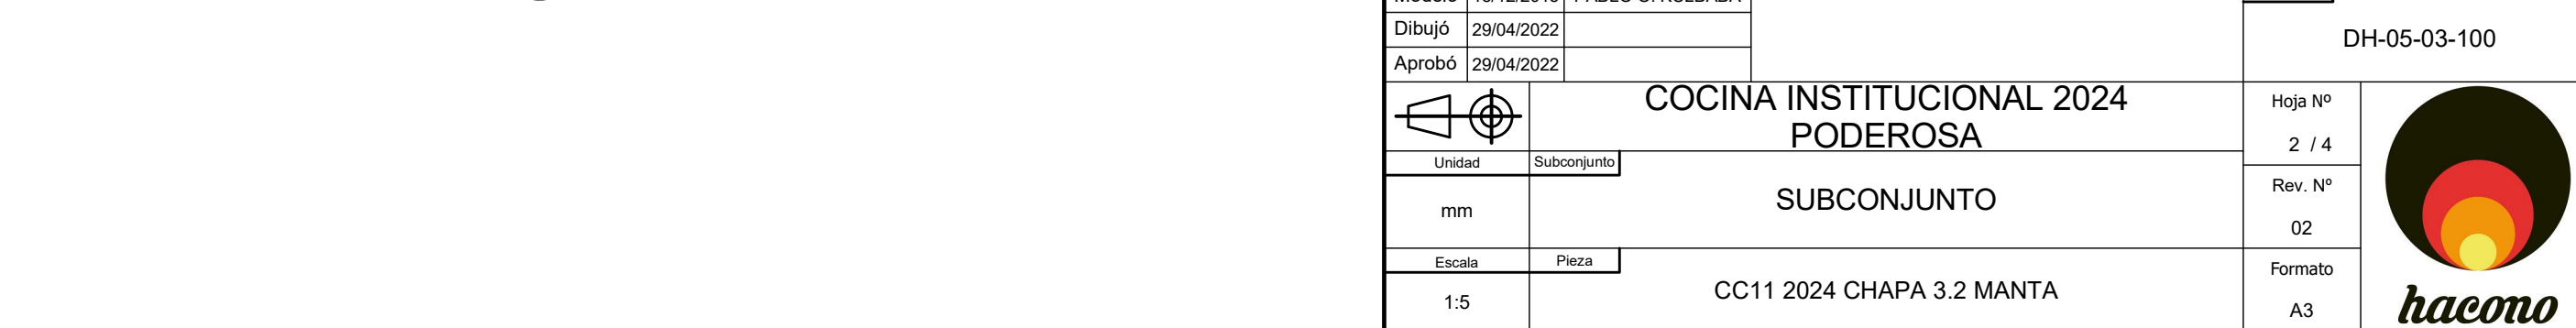 Dibujó 29/04/2022
DH-05-03-100
Aprobó 29/04/2022
COCINA INSTITUCIONAL 2024
PODEROSA
Hoja Nº
2 / 4
Unidad Subconjunto
mm
SUBCONJUNTO
Rev. Nº
02
Escala Pieza
1:5
CC11 2024 CHAPA 3.2 MANTA
Formato
A3
hacono